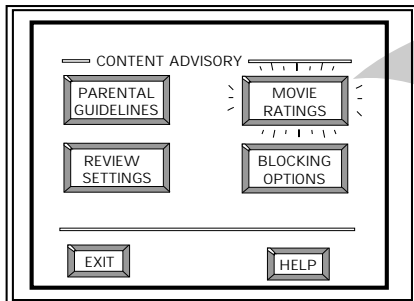 CONTENT ADVISORY
PARENTAL
GUIDELINES
MOVIE
RATINGS
REVIEW
SETTINGS
BLOCKING
OPTIONS
EXIT
HELP